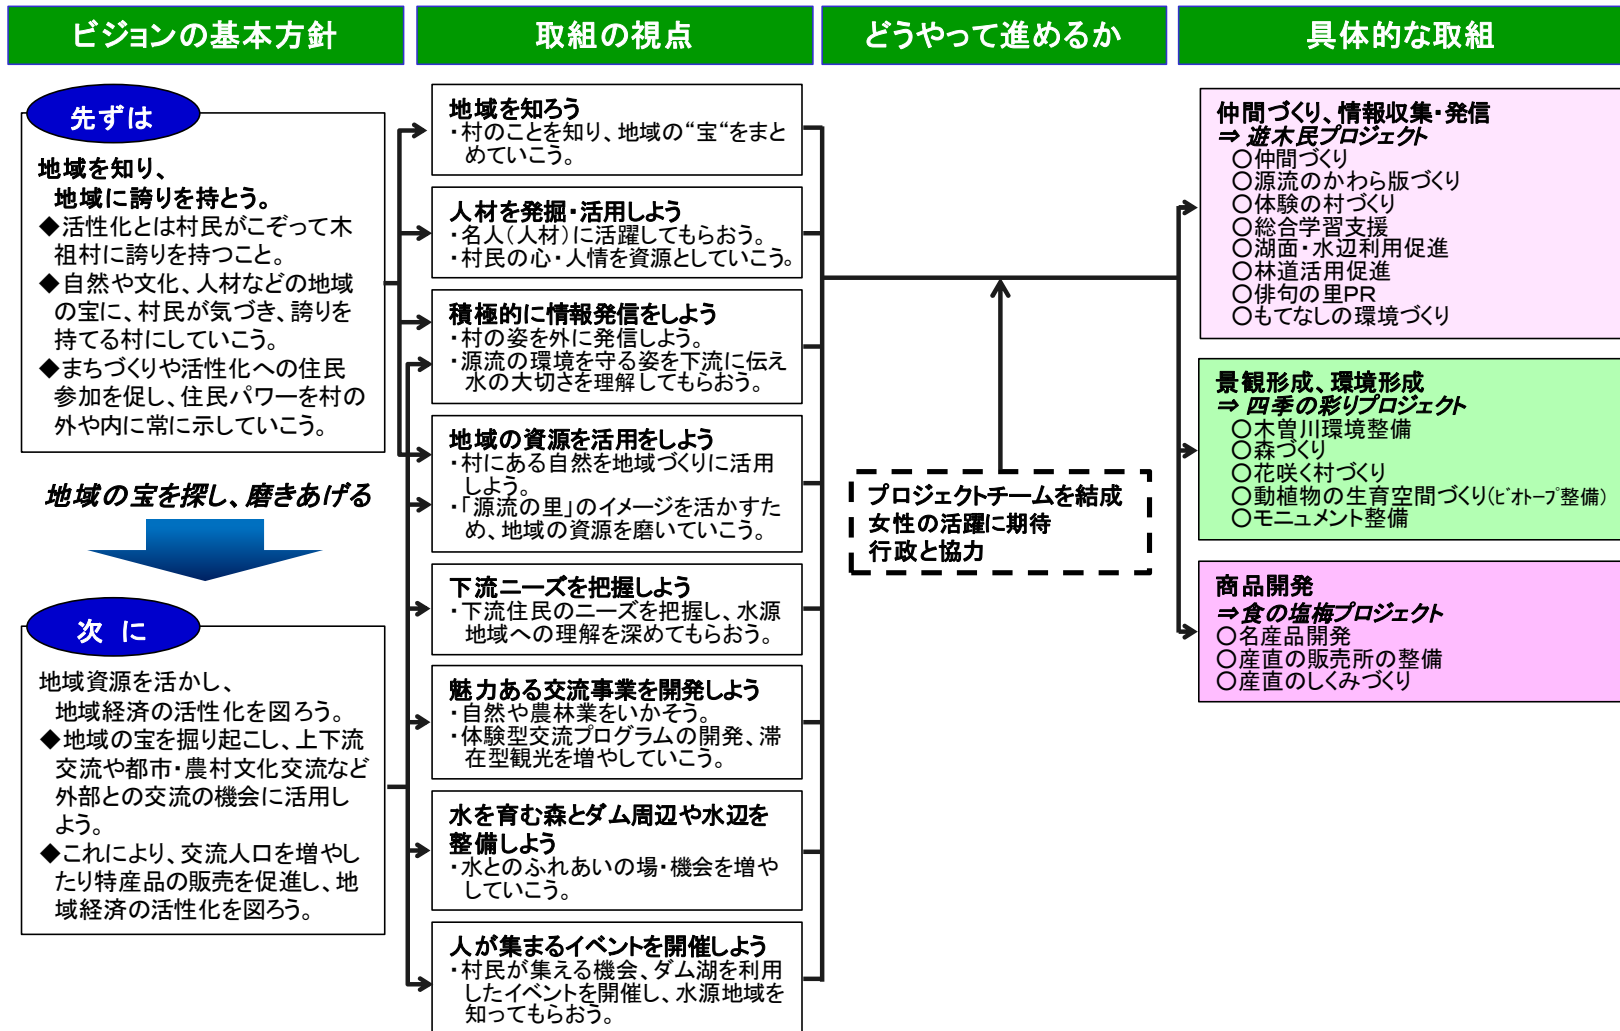 ビジョンの基本方針
取組の視点
どうやって進めるか
具体的な取組
先ずは
地域を知り、
地域に誇りを持とう。
◆活性化とは村民がこぞって木
祖村に誇りを持つこと。
◆自然や文化、人材などの地域
の宝に、村民が気づき、誇りを
持てる村にしていこう。
◆まちづくりや活性化への住民
参加を促し、住民パワーを村の
外や内に常に示していこう。
地域の宝を探し、磨きあげる
次 に
地域資源を活かし、
地域経済の活性化を図ろう。
◆地域の宝を掘り起こし、上下流
交流や都市・農村文化交流など
外部との交流の機会に活用し
よう。
◆これにより、交流人口を増やし
たり特産品の販売を促進し、地
域経済の活性化を図ろう。
地域を知ろう
・村のことを知り、地域の“宝“をまと
めていこう。
人材を発掘・活用しよう
・名人(人材)に活躍してもらおう。
・村民の心・人情を資源としていこう。
積極的に情報発信をしよう
・村の姿を外に発信しよう。
・源流の環境を守る姿を下流に伝え
水の大切さを理解してもらおう。
地域の資源を活用をしよう
・村にある自然を地域づくりに活用
しよう。
・「源流の里」のイメージを活かすた
め、地域の資源を磨いていこう。
下流ニーズを把握しよう
・下流住民のニーズを把握し、水源
地域への理解を深めてもらおう。
魅力ある交流事業を開発しよう
・自然や農林業をいかそう。
・体験型交流プログラムの開発、滞
在型観光を増やしていこう。
水を育む森とダム周辺や水辺を
整備しよう
・水とのふれあいの場・機会を増や
していこう。
人が集まるイベントを開催しよう
・村民が集える機会、ダム湖を利用
したイベントを開催し、水源地域を
知ってもらおう。
プロジェクトチームを結成
女性の活躍に期待
行政と協力
仲間づくり、情報収集・発信
⇒ 遊木民プロジェクト
○仲間づくり
○源流のかわら版づくり
○体験の村づくり
○総合学習支援
○湖面・水辺利用促進
○林道活用促進
○俳句の里PR
○もてなしの環境づくり
景観形成、環境形成
⇒ 四季の彩りプロジェクト
○木曽川環境整備
○森づくり
○花咲く村づくり
○動植物の生育空間づくり(ビオトープ整備)
○モニュメント整備
商品開発
⇒食の塩梅プロジェクト
○名産品開発
○産直の販売所の整備
○産直のしくみづくり